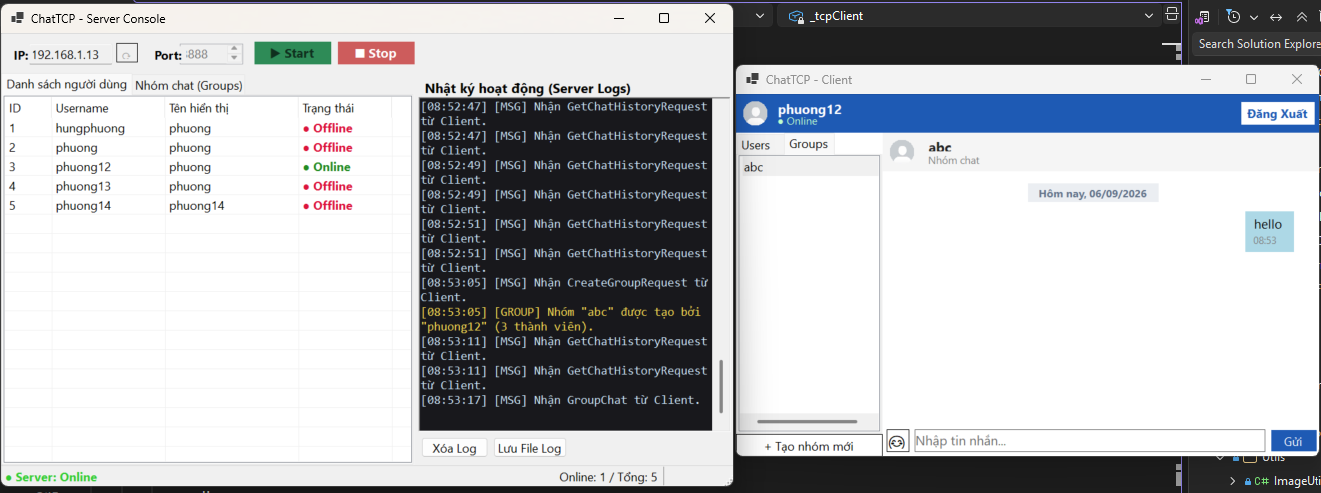 ChatTCP - Server Console
IP: 192.168.1.13 Port: 888 Start Stop
Danh sách người dùng Nhóm chat (Groups)
ID Username Tên hiển thị Trạng thái
1 hungphuong phuong ● Offline
2 phuong phuong ● Offline
3 phuong12 phuong ● Online
4 phuong13 phuong ● Offline
5 phuong14 phuong14 ● Offline
Nhật ký hoạt động (Server Logs)
[08:52:47] [MSG] Nhận GetChatHistoryRequest
từ Client.
[08:52:47] [MSG] Nhận GetChatHistoryRequest
từ Client.
[08:52:49] [MSG] Nhận GetChatHistoryRequest
từ Client.
[08:52:49] [MSG] Nhận GetChatHistoryRequest
từ Client.
[08:52:51] [MSG] Nhận GetChatHistoryRequest
từ Client.
[08:52:51] [MSG] Nhận GetChatHistoryRequest
từ Client.
[08:53:05] [MSG] Nhận CreateGroupRequest từ
Client.
[08:53:05] [GROUP] Nhóm "abc" được tạo bởi
"phuong12" (3 thành viên).
[08:53:11] [MSG] Nhận GetChatHistoryRequest
từ Client.
[08:53:11] [MSG] Nhận GetChatHistoryRequest
từ Client.
[08:53:17] [MSG] Nhận GroupChat từ Client.
Xóa Log Lưu File Log
● Server: Online Online: 1 / Tổng: 5
_tcpClient
Search Solution Explore
ChatTCP - Client
phuong12
● Online
Đăng Xuất
Users Groups
abc
abc
Nhóm chat
Hôm nay, 06/09/2026
hello
08:53
+ Tạo nhóm mới
Nhập tin nhắn...
Gửi
Utils
C# ImageUti